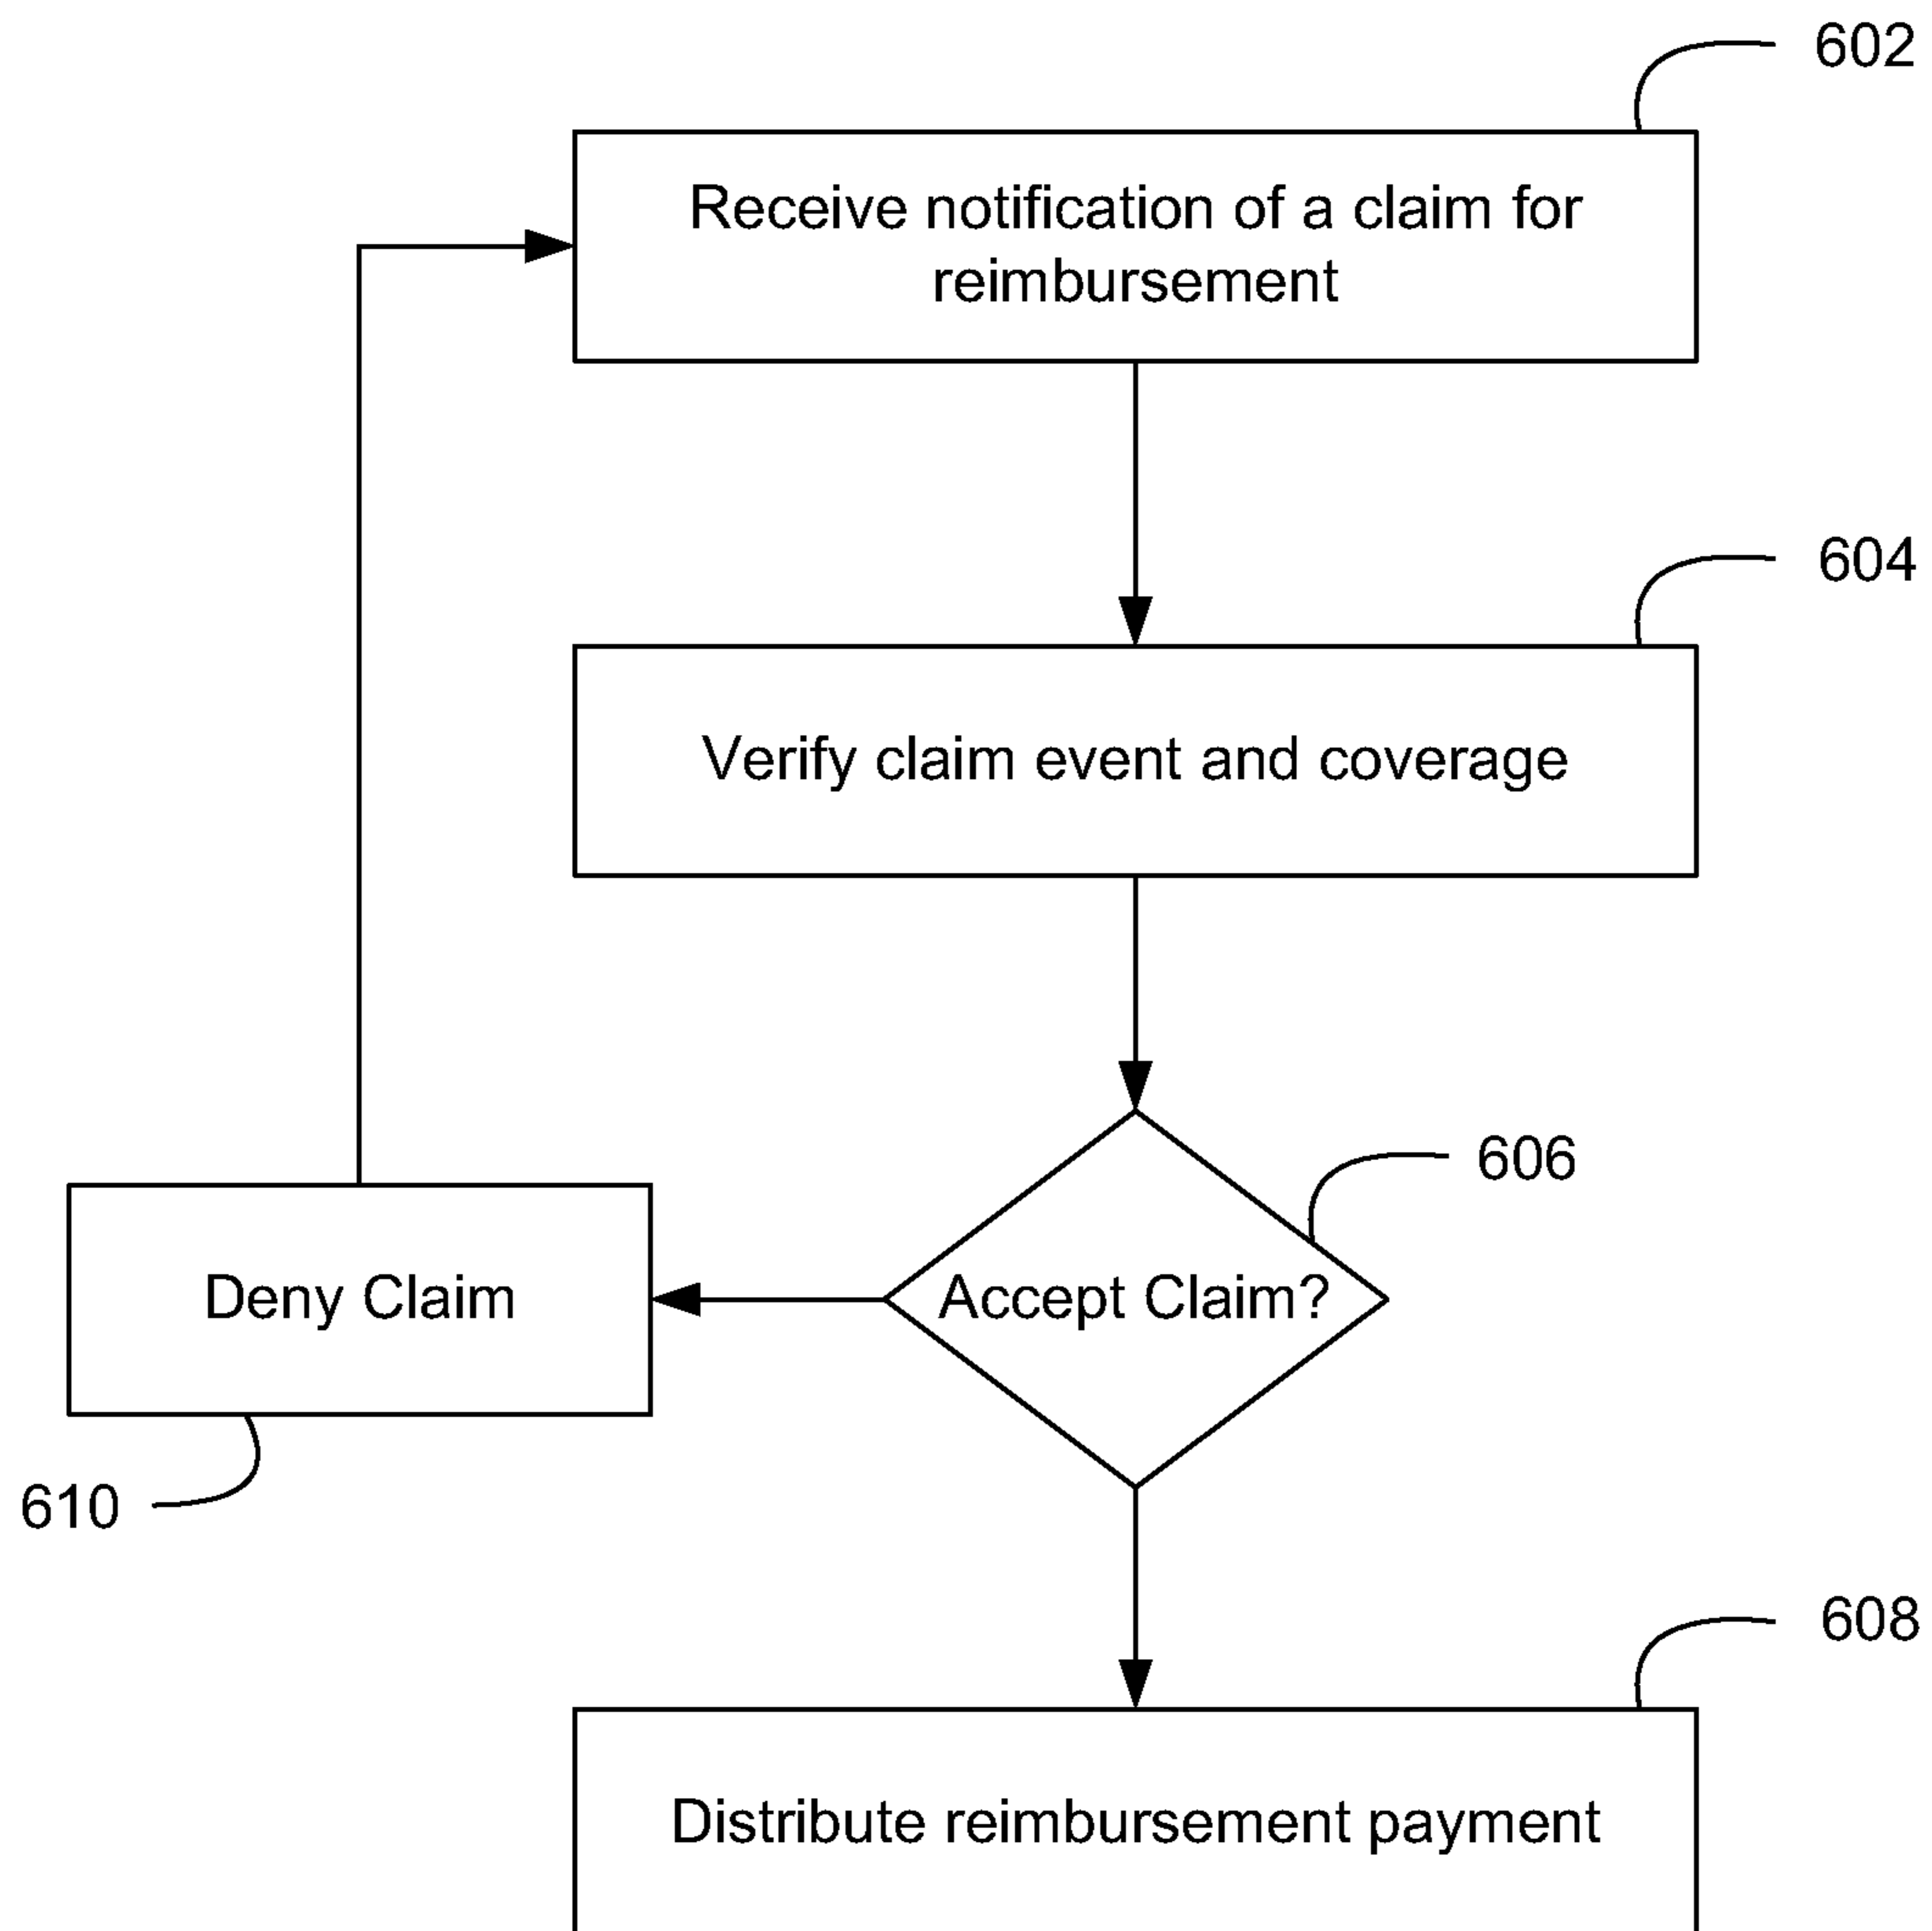 602
Receive notification of a claim for
reimbursement
604
Verify claim event and coverage
606
Accept Claim?
Deny Claim
610
608
Distribute reimbursement payment